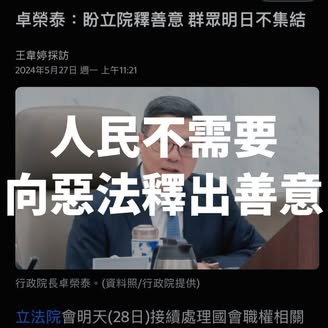 卓榮泰：盼立院釋善意 群眾明日不集結
王韋婷採訪
2024年5月27日 週一 上午11:21
人民不需要
向惡法釋出善意
行政院長卓榮泰。(資料照/行政院提供)
立法院會明天(28日)接續處理國會職權相關